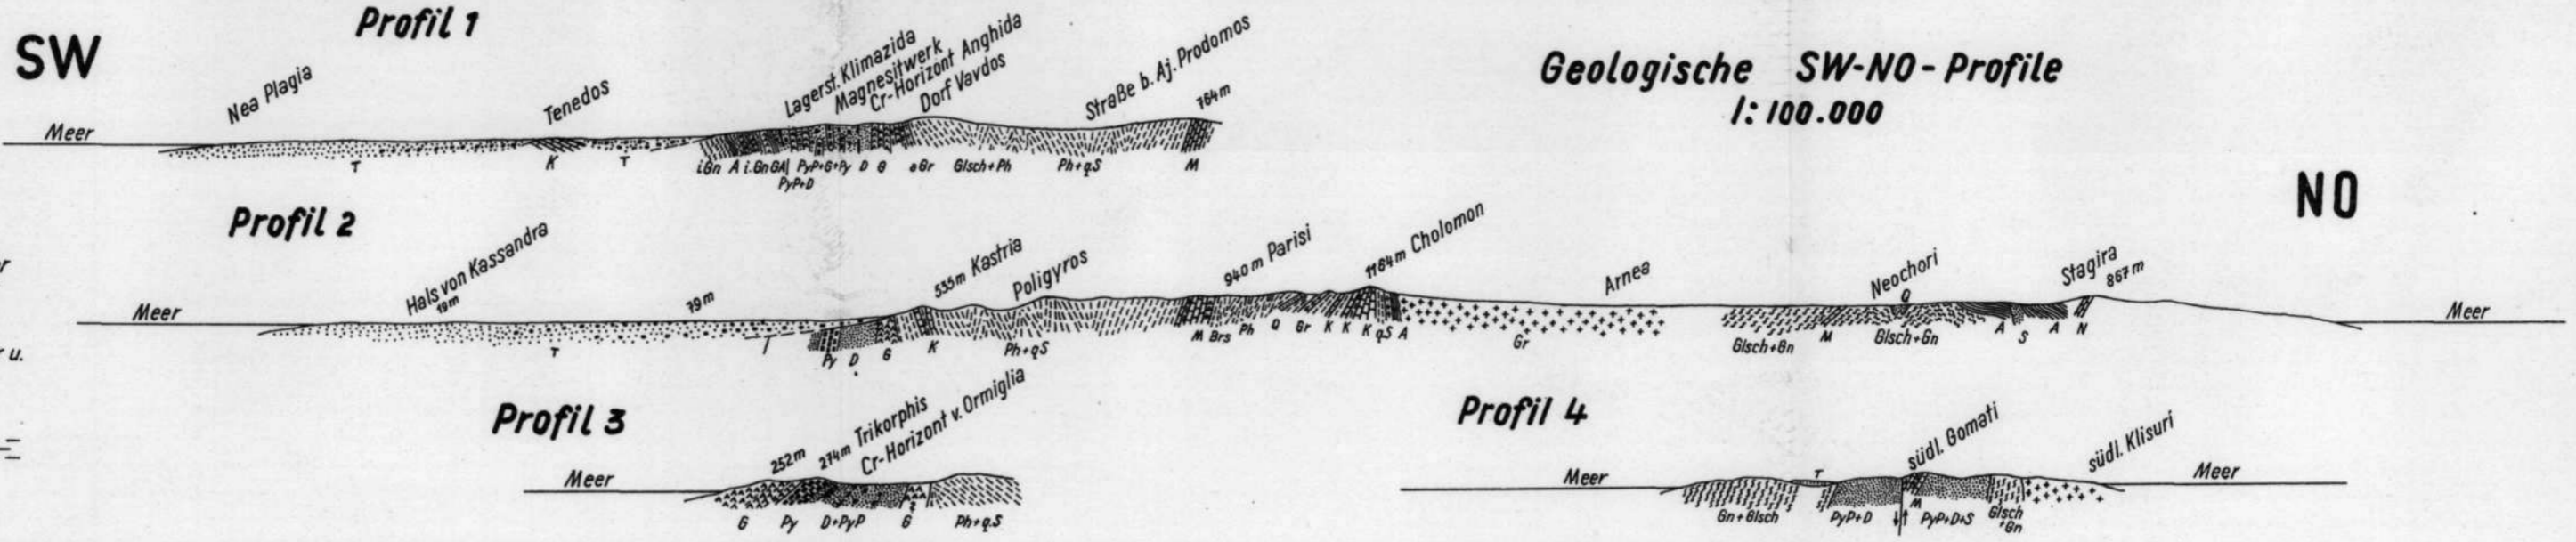 Profil 1
SW
Nea Plagia
Tenedos
Lagerst. Klimazida
Magnesitwerk
Cr-Horizont Anghida
Dorf Vavdos
Straße b. Aj. Prodomos
764m
Geologische SW-NO-Profile
1:100.000
Meer
T K T iGn A i.Gn GA PyP+G+Py D G aGr Glsch+Ph Ph+qS M
PyP+D
NO
Profil 2
Hals von Kassandra
19m
79m
535m Kastria
Poligyros
940m Parisi
1164m Cholomon
Arnea
Neochori
Q
Stagira
867m
Meer
Meer
T T Py D G K Ph+qS M Brs Ph Q Gr K K K qS A Gr Glsch+Gn M Glsch+Gn A S A N
r
r u.
Profil 3
252m
274m Trikorphis
Cr-Horizont v. Ormiglia
Meer
G Py D+PyP G Ph+q.S
Profil 4
südl. Gomati
südl. Klisuri
Meer
T
Meer
Gn+Glsch PyP+D M PyP+D+S Glsch
+Gn